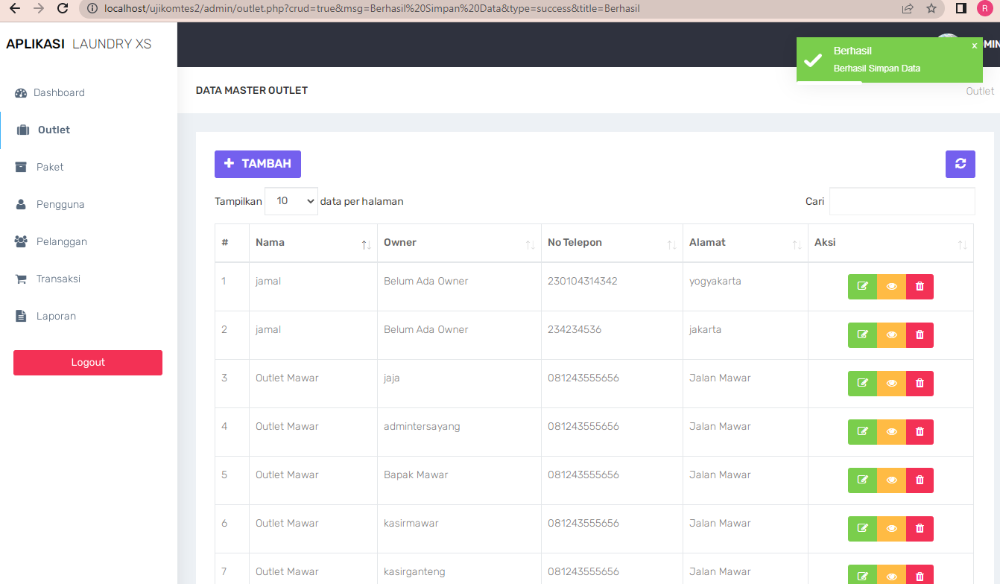 localhost/ujikomtes2/admin/outlet.php?crud=true&msg=Berhasil%20Simpan%20Data&type=success&title=Berhasil
R
APLIKASI LAUNDRY XS
MIN
Berhasil
x
Berhasil Simpan Data
Dashboard
Outlet
Paket
Pengguna
Pelanggan
Transaksi
Laporan
Logout
DATA MASTER OUTLET
Outlet
TAMBAH
Tampilkan 10 data per halaman
Cari
# Nama Owner No Telepon Alamat Aksi
1 jamal Belum Ada Owner 230104314342 yogyakarta
2 jamal Belum Ada Owner 234234536 jakarta
3 Outlet Mawar jaja 081243555656 Jalan Mawar
4 Outlet Mawar admintersayang 081243555656 Jalan Mawar
5 Outlet Mawar Bapak Mawar 081243555656 Jalan Mawar
6 Outlet Mawar kasirmawar 081243555656 Jalan Mawar
7 Outlet Mawar kasirganteng 081243555656 Jalan Mawar